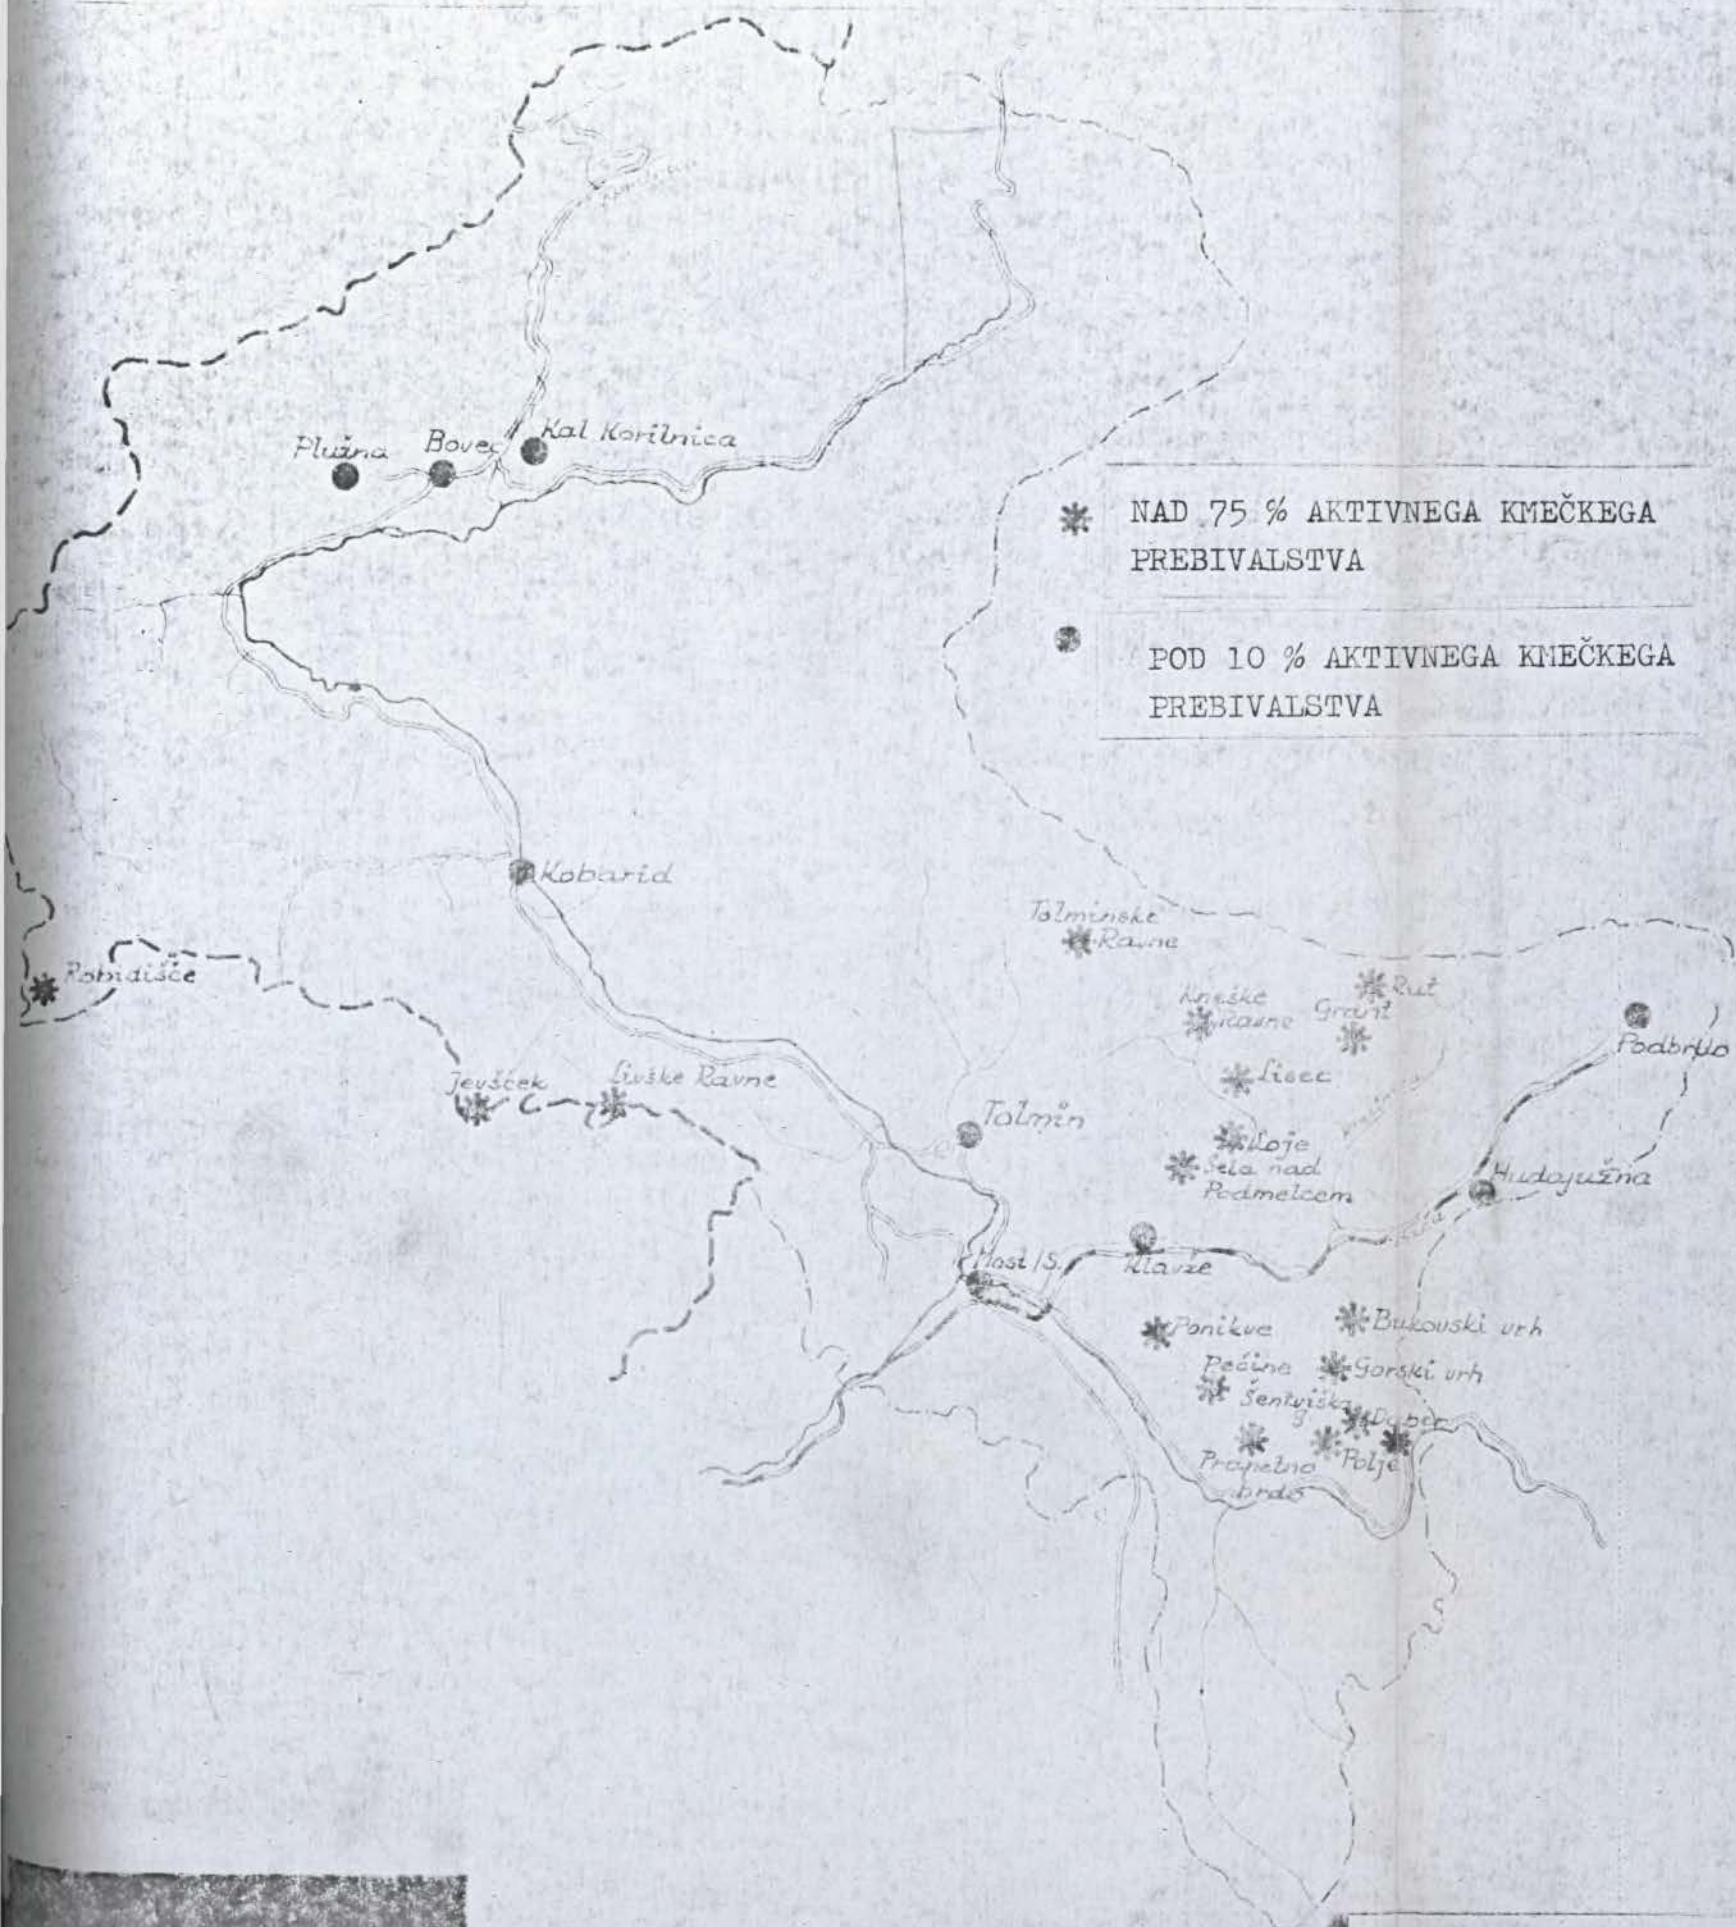 Plužna
Bovec
Kal Koritnica
NAD 75 % AKTIVNEGA KMEČKEGA
PREBIVALSTVA
POD 10 % AKTIVNEGA KMEČKEGA
PREBIVALSTVA
Kobarid
Tolminske
Ravne
Robidišče
Kneške
Ravne
Rut
Grant
Podbrdo
Lisec
Jevšček
Livške Ravne
Tolmin
Loje
Sela nad
Podmelcem
Hudajužna
Most/S.
Klavže
Ponikve
Bukovski vrh
Pečine
Gorski vrh
Šentviška
g
Daber
Polje
Prapetno
brdo